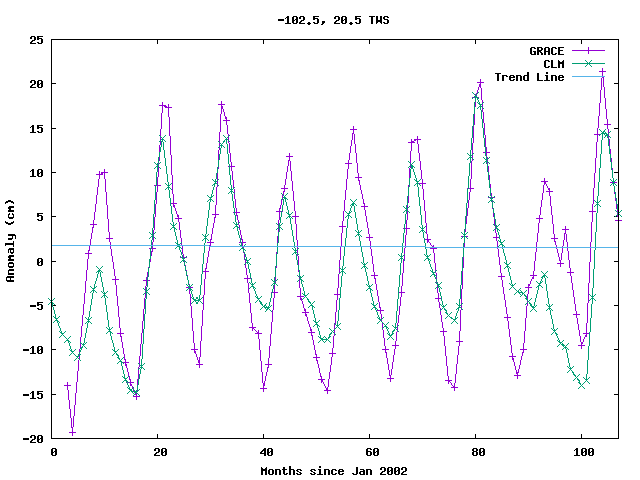 -102.5, 20.5 TWS
GRACE
CLM
Trend Line
25
20
15
10
5
0
-5
-10
-15
-20
Anomaly (cm)
0 20 40 60 80 100
Months since Jan 2002